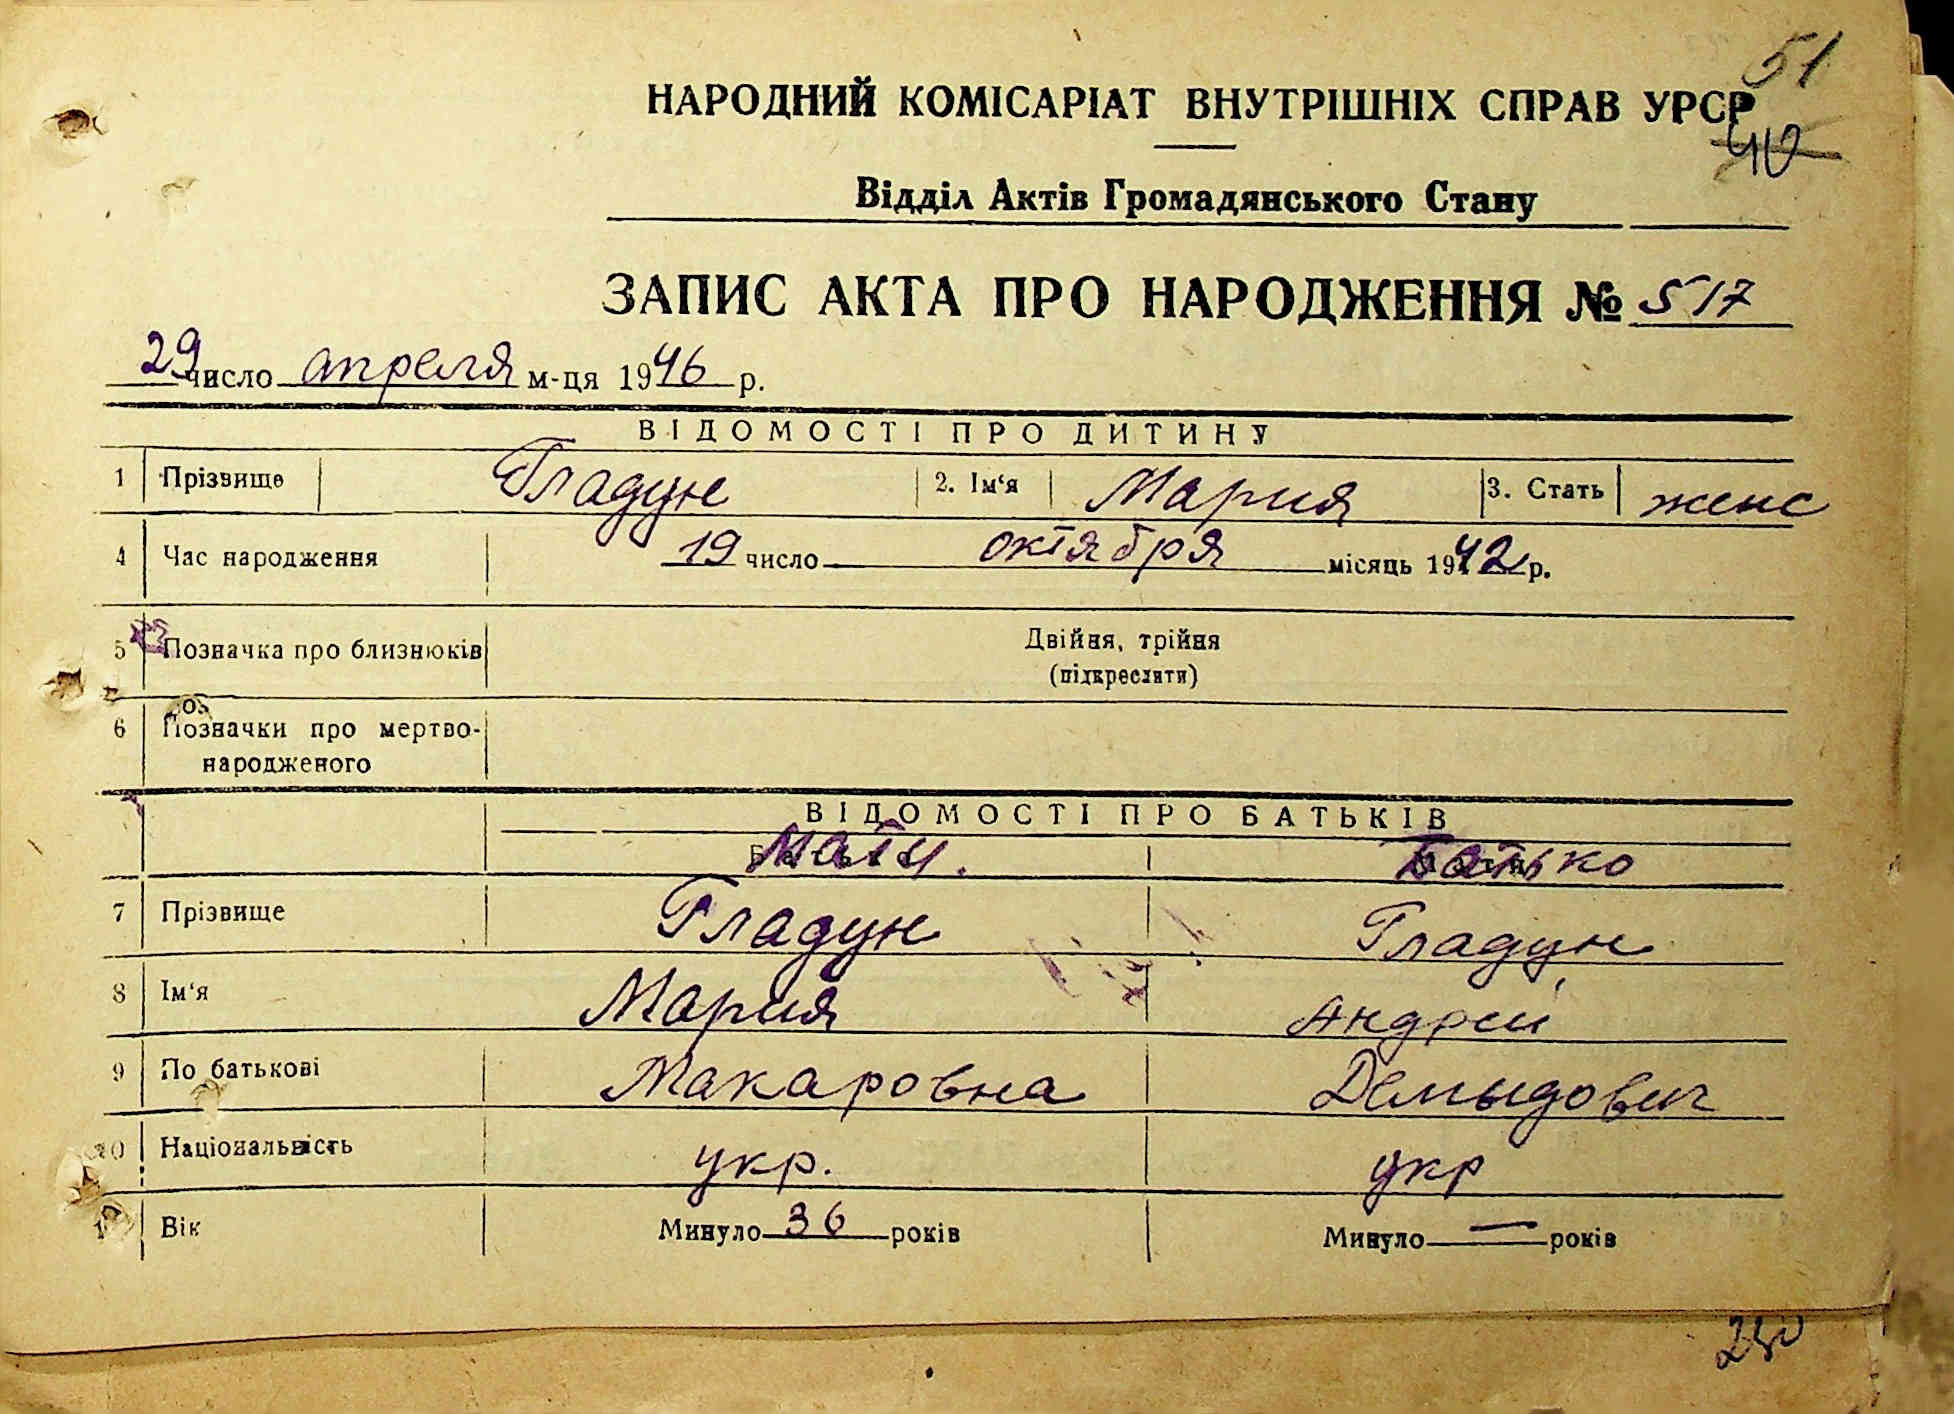 51
НАРОДНИЙ КОМІСАРІАТ ВНУТРІШНІХ СПРАВ УРСР
40
Відділ Актів Громадянського Стану
ЗАПИС АКТА ПРО НАРОДЖЕННЯ № 517
29 число апреля м-ця 1946 р.
ВІДОМОСТІ ПРО ДИТИНУ
1 Прізвище Гладун 2. Ім‘я Мария 3. Стать женс
4 Час народження 19 число октября місяць 1942 р.
5 Позначка про близнюків Двійня, трійня
(підкреслити)
6 Позначки про мертво-
народженого
ВІДОМОСТІ ПРО БАТЬКІВ
Мати. Батько
7 Прізвище Гладун Гладун
8 Ім‘я Мария Андрей
9 По батькові Макаровна Демыдович
10 Національність укр. укр
Вік Минуло 36 років Минуло — років